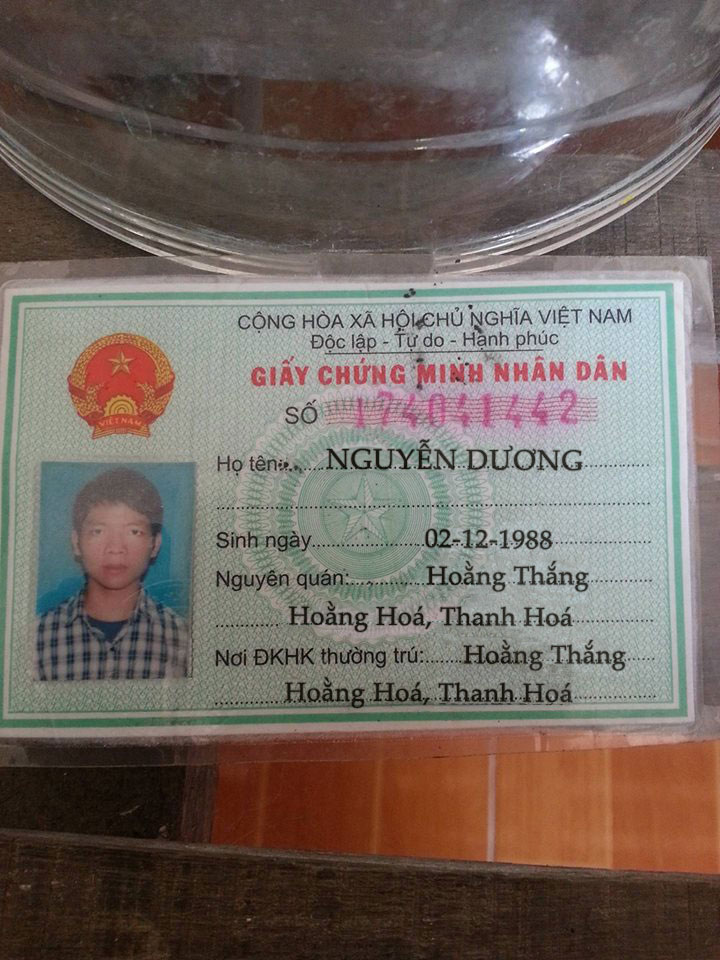 CỘNG HÒA XÃ HỘI CHỦ NGHĨA VIỆT NAM
Độc lập - Tự do - Hạnh phúc
GIẤY CHỨNG MINH NHÂN DÂN
SỐ 174041442
VIỆT NAM
Họ tên:..... NGUYỄN DƯƠNG
Sinh ngày 02-12-1988
Nguyên quán: Hoằng Thắng
Hoằng Hoá, Thanh Hoá
Nơi ĐKHK thường trú: Hoằng Thắng
Hoằng Hoá, Thanh Hoá